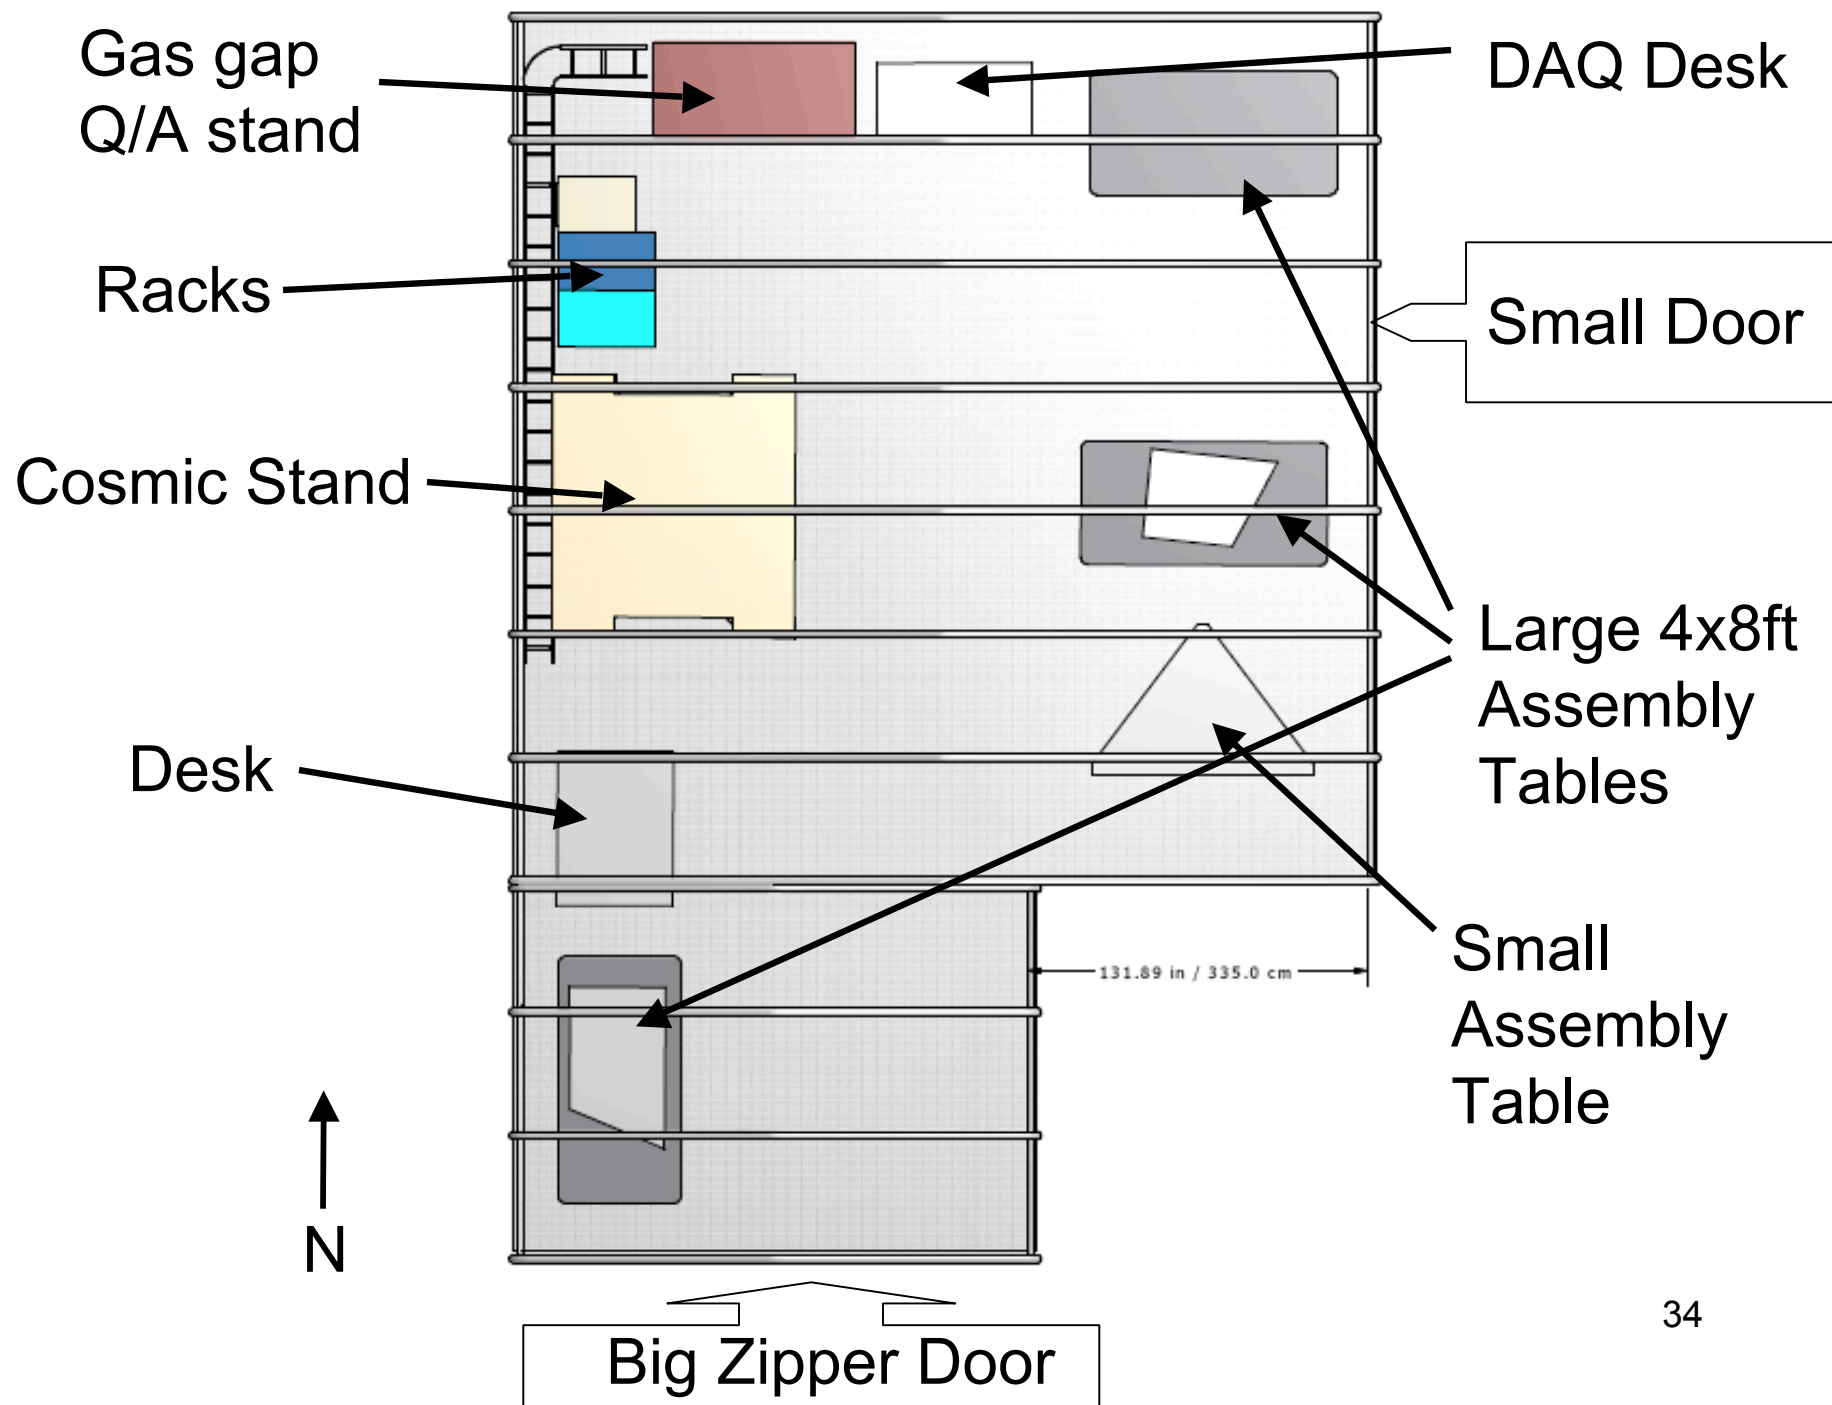 Gas gap
Q/A stand
DAQ Desk
Racks
Small Door
Cosmic Stand
Large 4x8ft
Assembly
Tables
Desk
Small
Assembly
Table
131.89 in / 335.0 cm
N
34
Big Zipper Door